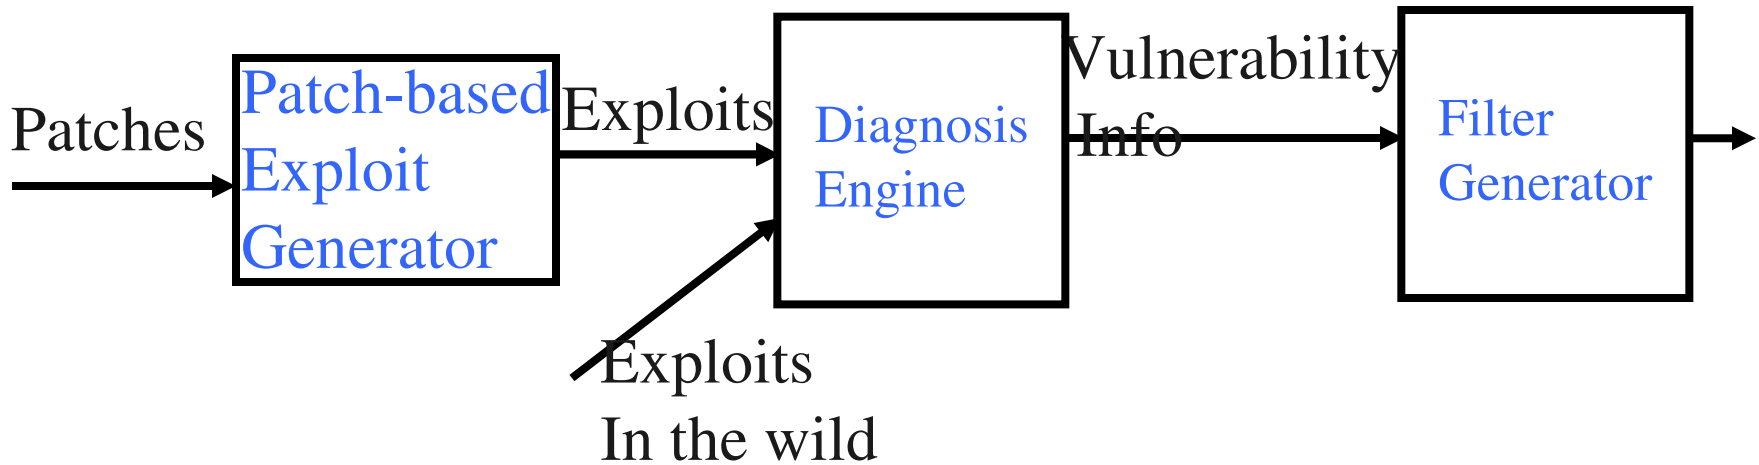 Patches
Patch-based
Exploit
Generator
Exploits
Exploits
In the wild
Diagnosis
Engine
Vulnerability
Info
Filter
Generator